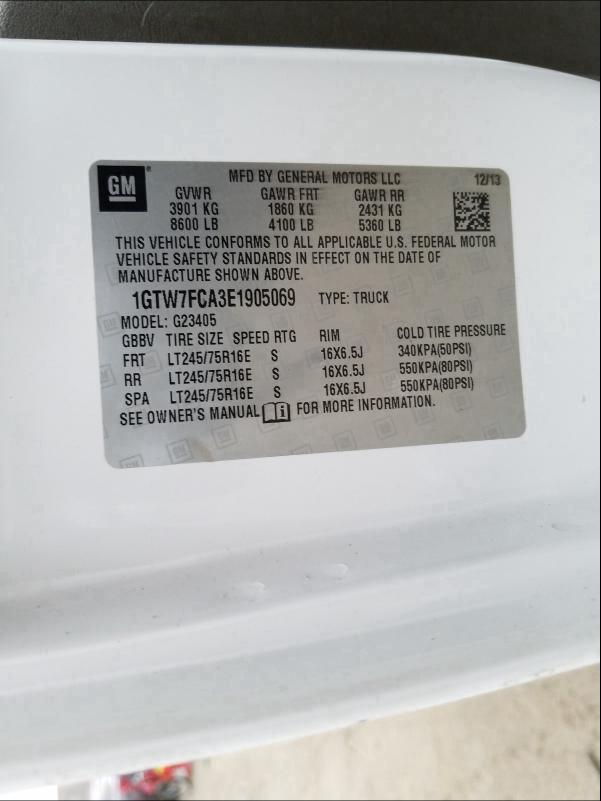 GM
MFD BY GENERAL MOTORS LLC 12/13
GVWR GAWR FRT GAWR RR
3901 KG 1860 KG 2431 KG
8600 LB 4100 LB 5360 LB
THIS VEHICLE CONFORMS TO ALL APPLICABLE U.S. FEDERAL MOTOR
VEHICLE SAFETY STANDARDS IN EFFECT ON THE DATE OF
MANUFACTURE SHOWN ABOVE.
1GTW7FCA3E1905069 TYPE: TRUCK
MODEL: G23405
GBBV TIRE SIZE SPEED RTG RIM COLD TIRE PRESSURE
FRT LT245/75R16E S 16X6.5J 340KPA(50PSI)
RR LT245/75R16E S 16X6.5J 550KPA(80PSI)
SPA LT245/75R16E S 16X6.5J 550KPA(80PSI)
SEE OWNER'S MANUAL FOR MORE INFORMATION.